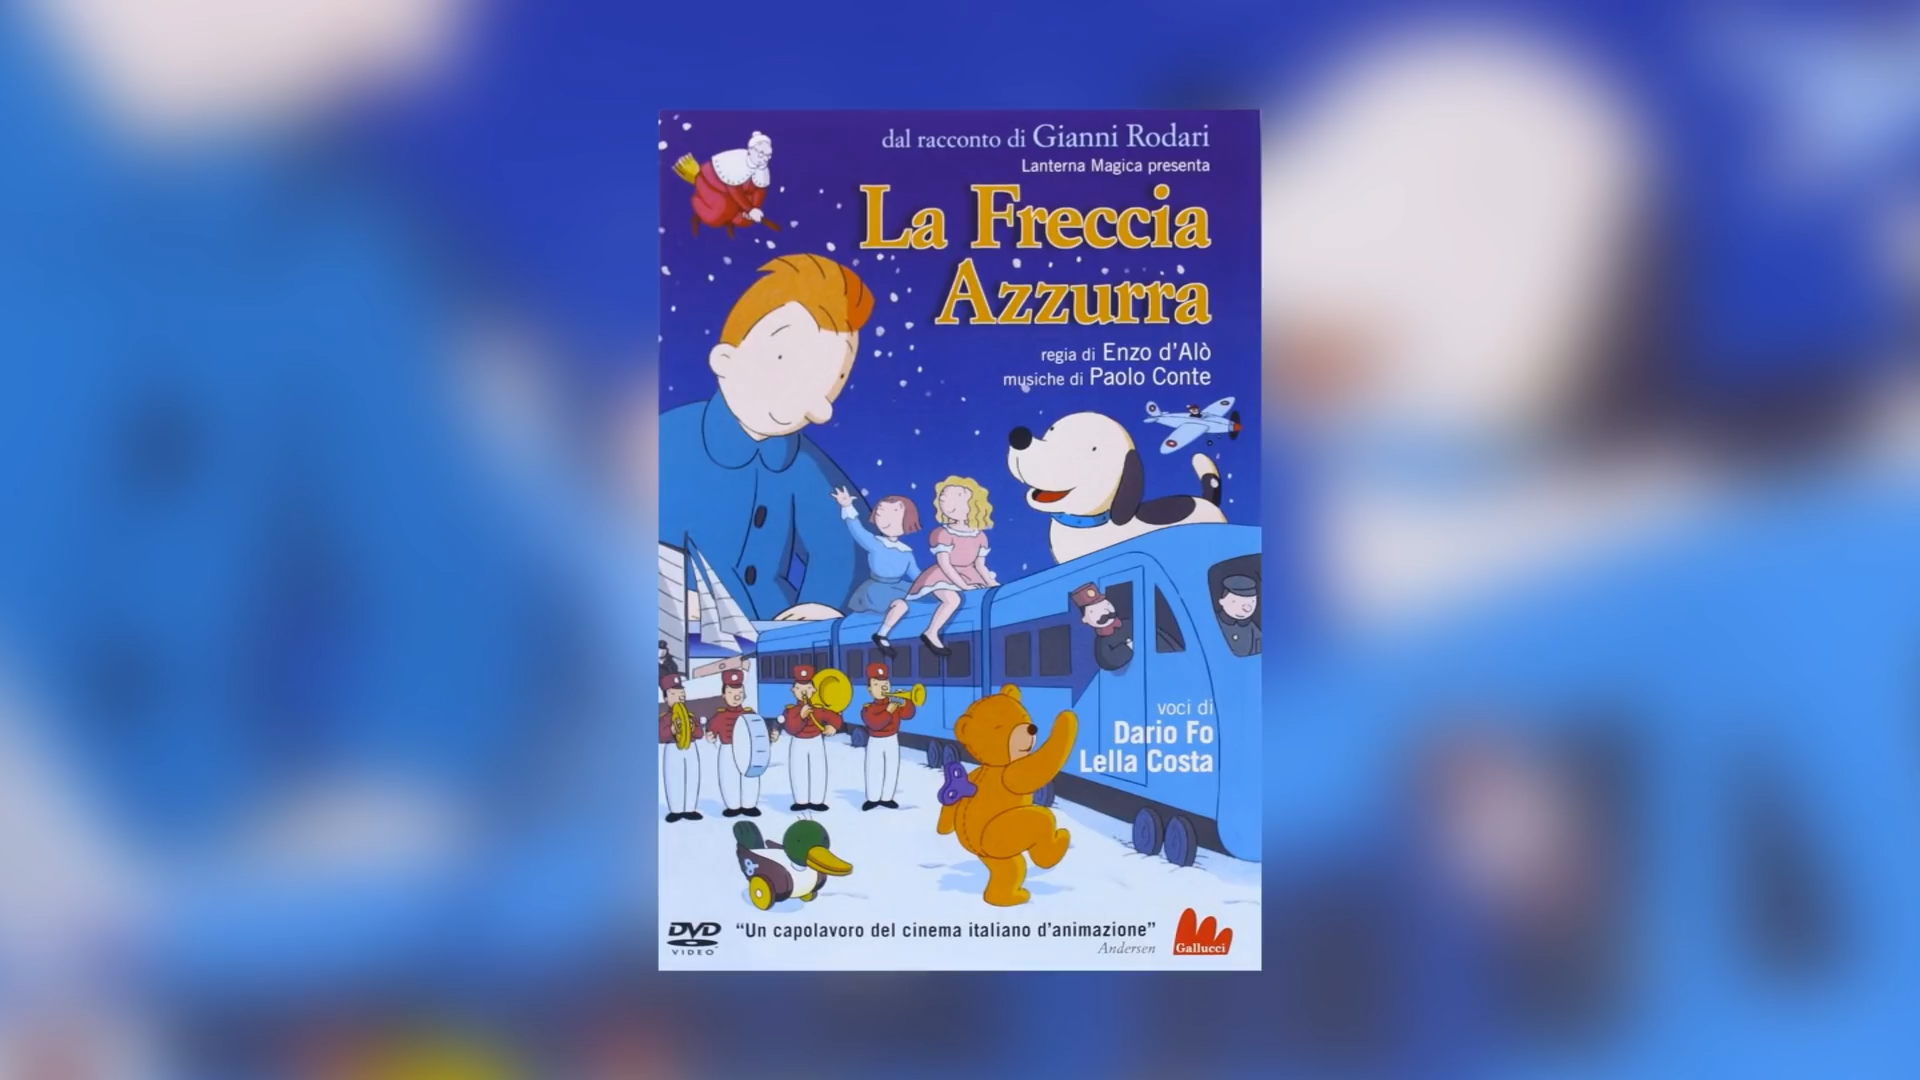 dal racconto di Gianni Rodari
Lanterna Magica presenta
La Freccia
Azzurra
regia di Enzo d'Alò
musiche di Paolo Conte
voci di
Dario Fo
Lella Costa
DVD
VIDEO
“Un capolavoro del cinema italiano d'animazione”
Andersen
Gallucci